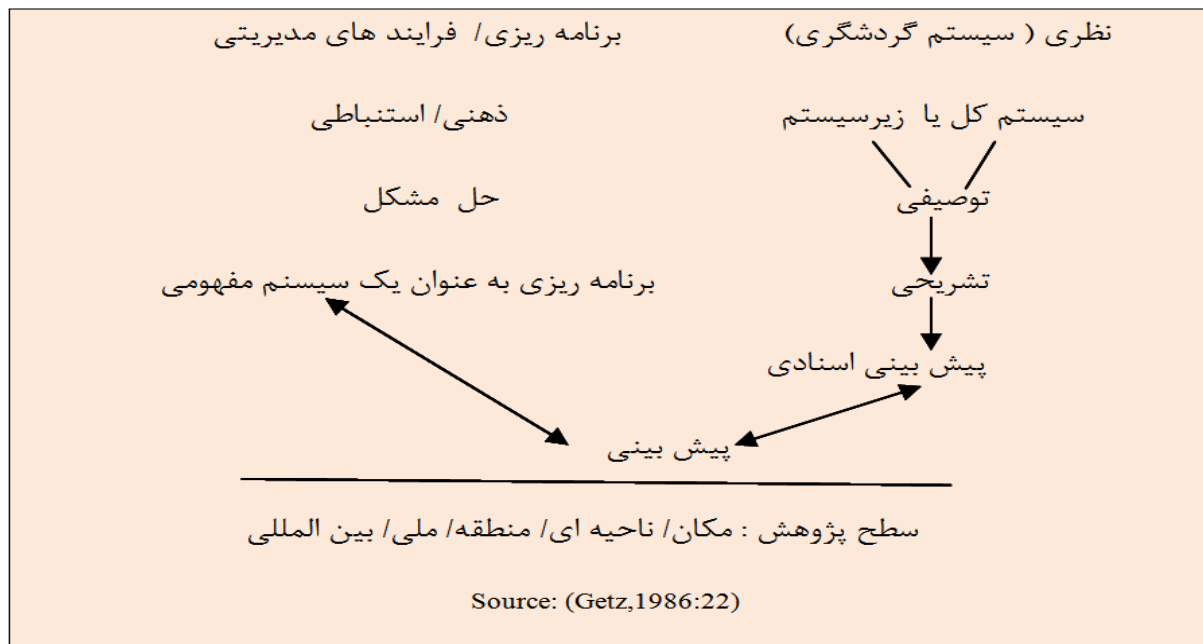 نظری ( سیستم گردشگری) برنامه ریزی/ فرایند های مدیریتی
سیستم کل یا زیرسیستم ذهنی/ استنباطی
توصیفی حل مشکل
تشریحی برنامه ریزی به عنوان یک سیسنم مفهومی
پیش بینی اسنادی
پیش بینی
سطح پژوهش : مکان/ ناحیه ای/ منطقه/ ملی/ بین المللی
Source: (Getz,1986:22)